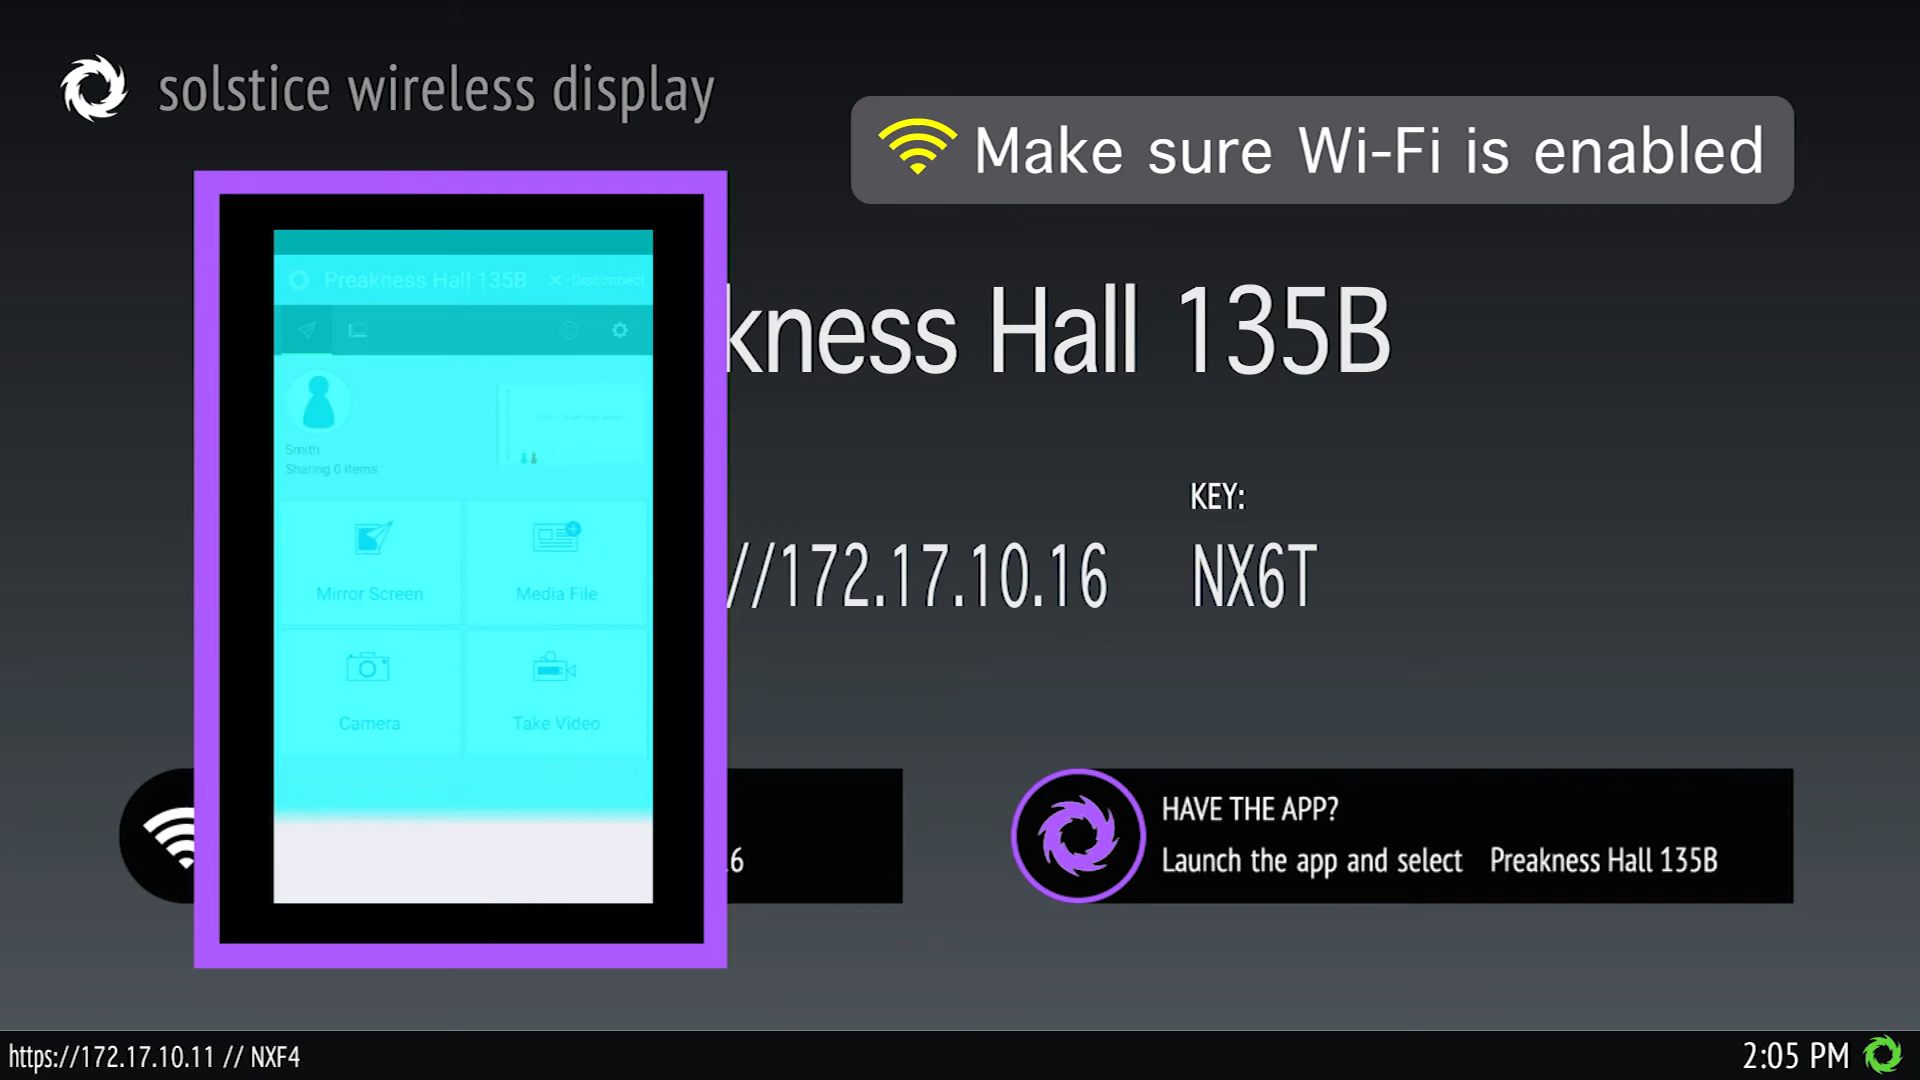 solstice wireless display
Make sure Wi-Fi is enabled
Preakness Hall 135B
Disconnect
kness Hall 135B
Smith
Sharing 0 items
KEY:
//172.17.10.16
NX6T
Mirror Screen
Media File
Camera
Take Video
HAVE THE APP?
.6
Launch the app and select Preakness Hall 135B
https://172.17.10.11 // NXF4
2:05 PM